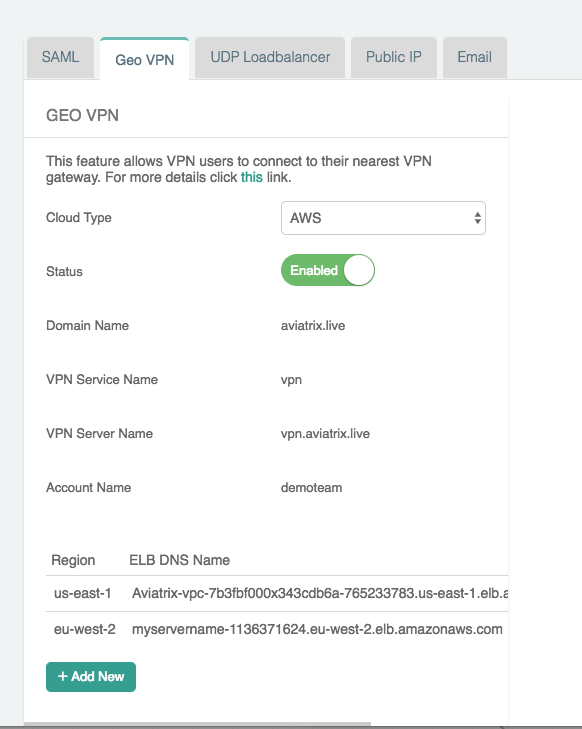 SAML Geo VPN UDP Loadbalancer Public IP Email
GEO VPN
This feature allows VPN users to connect to their nearest VPN
gateway. For more details click this link.
Cloud Type AWS
Status Enabled
Domain Name aviatrix.live
VPN Service Name vpn
VPN Server Name vpn.aviatrix.live
Account Name demoteam
Region ELB DNS Name
us-east-1 Aviatrix-vpc-7b3fbf000x343cdb6a-765233783.us-east-1.elb.a
eu-west-2 myservername-1136371624.eu-west-2.elb.amazonaws.com
+ Add New